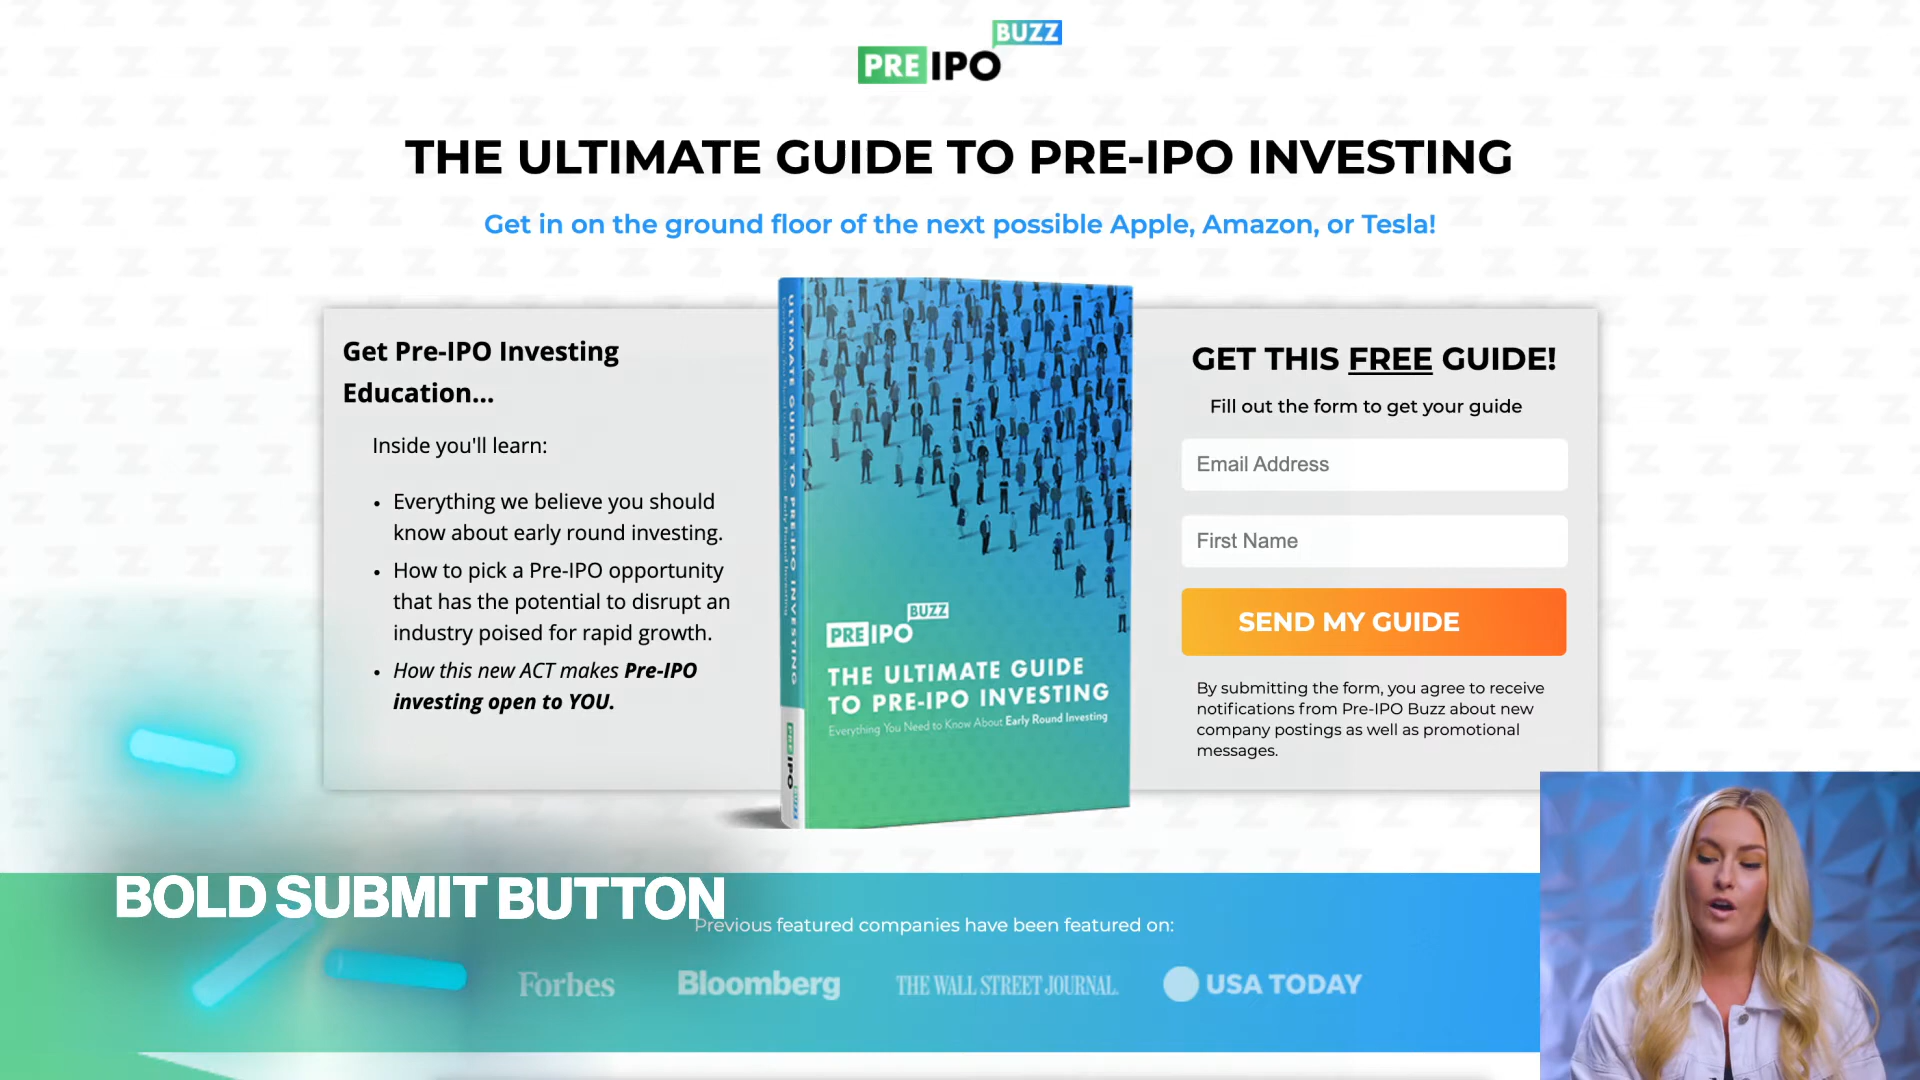 BUZZ
PRE IPO
THE ULTIMATE GUIDE TO PRE-IPO INVESTING
Get in on the ground floor of the next possible Apple, Amazon, or Tesla!
Get Pre-IPO Investing
Education...
Inside you'll learn:
• Everything we believe you should
know about early round investing.
• How to pick a Pre-IPO opportunity
that has the potential to disrupt an
industry poised for rapid growth.
• How this new ACT makes Pre-IPO
investing open to YOU.
ULTIMATE GUIDE TO PRE-IPO INVESTING
PRE IPO BUZZ
BUZZ
PRE IPO
THE ULTIMATE GUIDE
TO PRE-IPO INVESTING
Everything You Need to Know About Early Round Investing
GET THIS FREE GUIDE!
Fill out the form to get your guide
Email Address
First Name
SEND MY GUIDE
By submitting the form, you agree to receive
notifications from Pre-IPO Buzz about new
company postings as well as promotional
messages.
BOLD SUBMIT BUTTON
Previous featured companies have been featured on:
Forbes
Bloomberg
THE WALL STREET JOURNAL.
USA TODAY